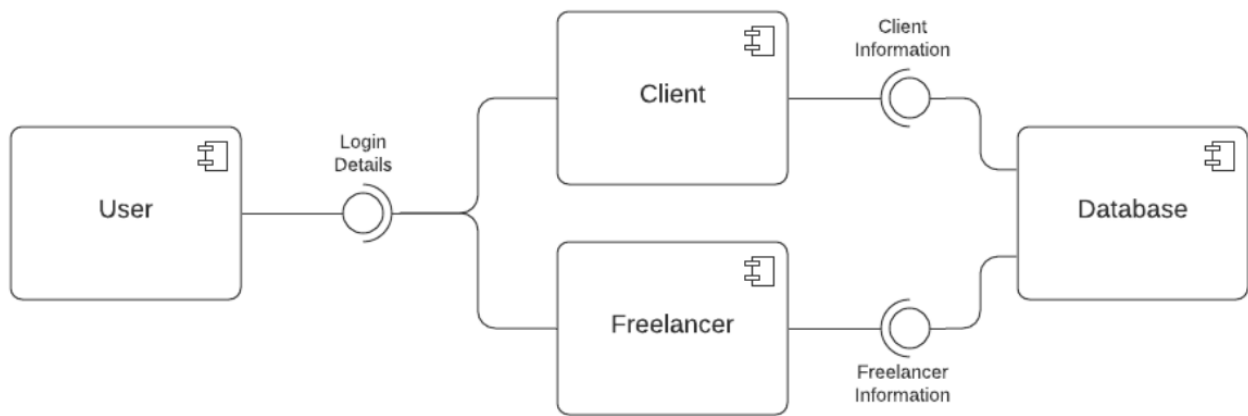 Client
Client
Information
Login
Details
User
Database
Freelancer
Freelancer
Information